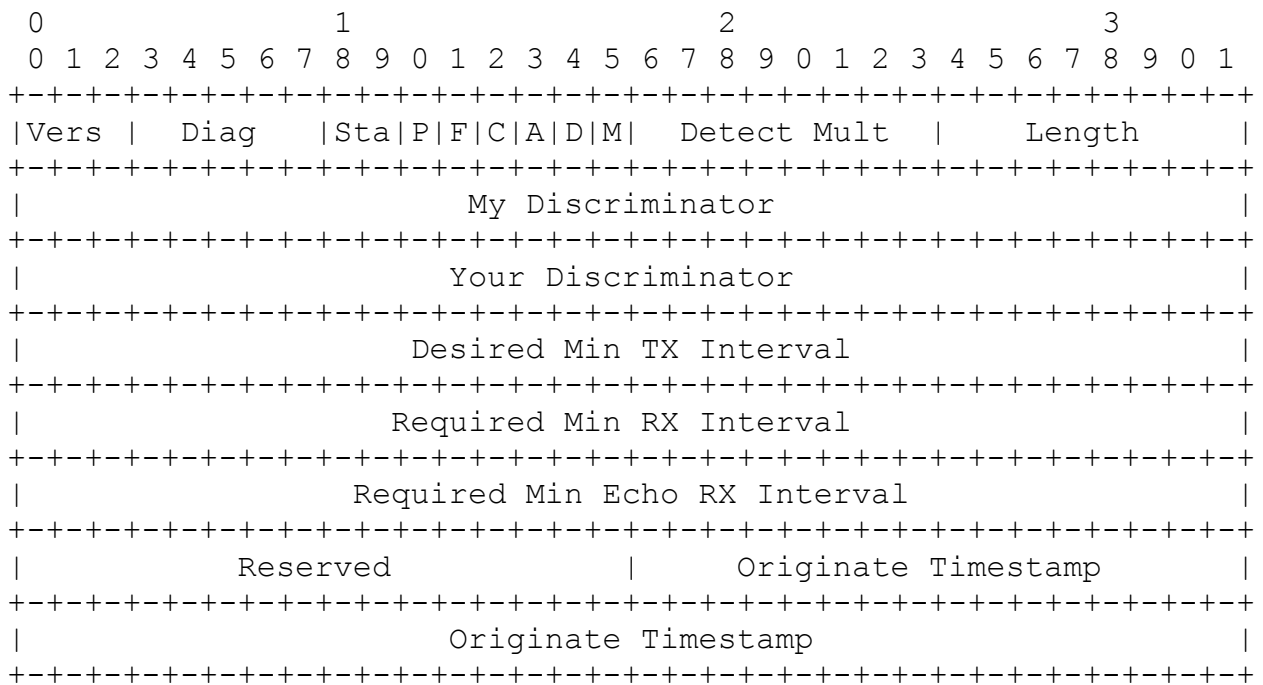 0                   1                   2                   3
 0 1 2 3 4 5 6 7 8 9 0 1 2 3 4 5 6 7 8 9 0 1 2 3 4 5 6 7 8 9 0 1
+-+-+-+-+-+-+-+-+-+-+-+-+-+-+-+-+-+-+-+-+-+-+-+-+-+-+-+-+-+-+-+-+
|Vers |  Diag   |Sta|P|F|C|A|D|M|  Detect Mult  |    Length     |
+-+-+-+-+-+-+-+-+-+-+-+-+-+-+-+-+-+-+-+-+-+-+-+-+-+-+-+-+-+-+-+-+
|                       My Discriminator                        |
+-+-+-+-+-+-+-+-+-+-+-+-+-+-+-+-+-+-+-+-+-+-+-+-+-+-+-+-+-+-+-+-+
|                      Your Discriminator                       |
+-+-+-+-+-+-+-+-+-+-+-+-+-+-+-+-+-+-+-+-+-+-+-+-+-+-+-+-+-+-+-+-+
|                    Desired Min TX Interval                    |
+-+-+-+-+-+-+-+-+-+-+-+-+-+-+-+-+-+-+-+-+-+-+-+-+-+-+-+-+-+-+-+-+
|                   Required Min RX Interval                    |
+-+-+-+-+-+-+-+-+-+-+-+-+-+-+-+-+-+-+-+-+-+-+-+-+-+-+-+-+-+-+-+-+
|                 Required Min Echo RX Interval                 |
+-+-+-+-+-+-+-+-+-+-+-+-+-+-+-+-+-+-+-+-+-+-+-+-+-+-+-+-+-+-+-+-+
|           Reserved            |     Originate Timestamp       |
+-+-+-+-+-+-+-+-+-+-+-+-+-+-+-+-+-+-+-+-+-+-+-+-+-+-+-+-+-+-+-+-+
|                      Originate Timestamp                      |
+-+-+-+-+-+-+-+-+-+-+-+-+-+-+-+-+-+-+-+-+-+-+-+-+-+-+-+-+-+-+-+-+